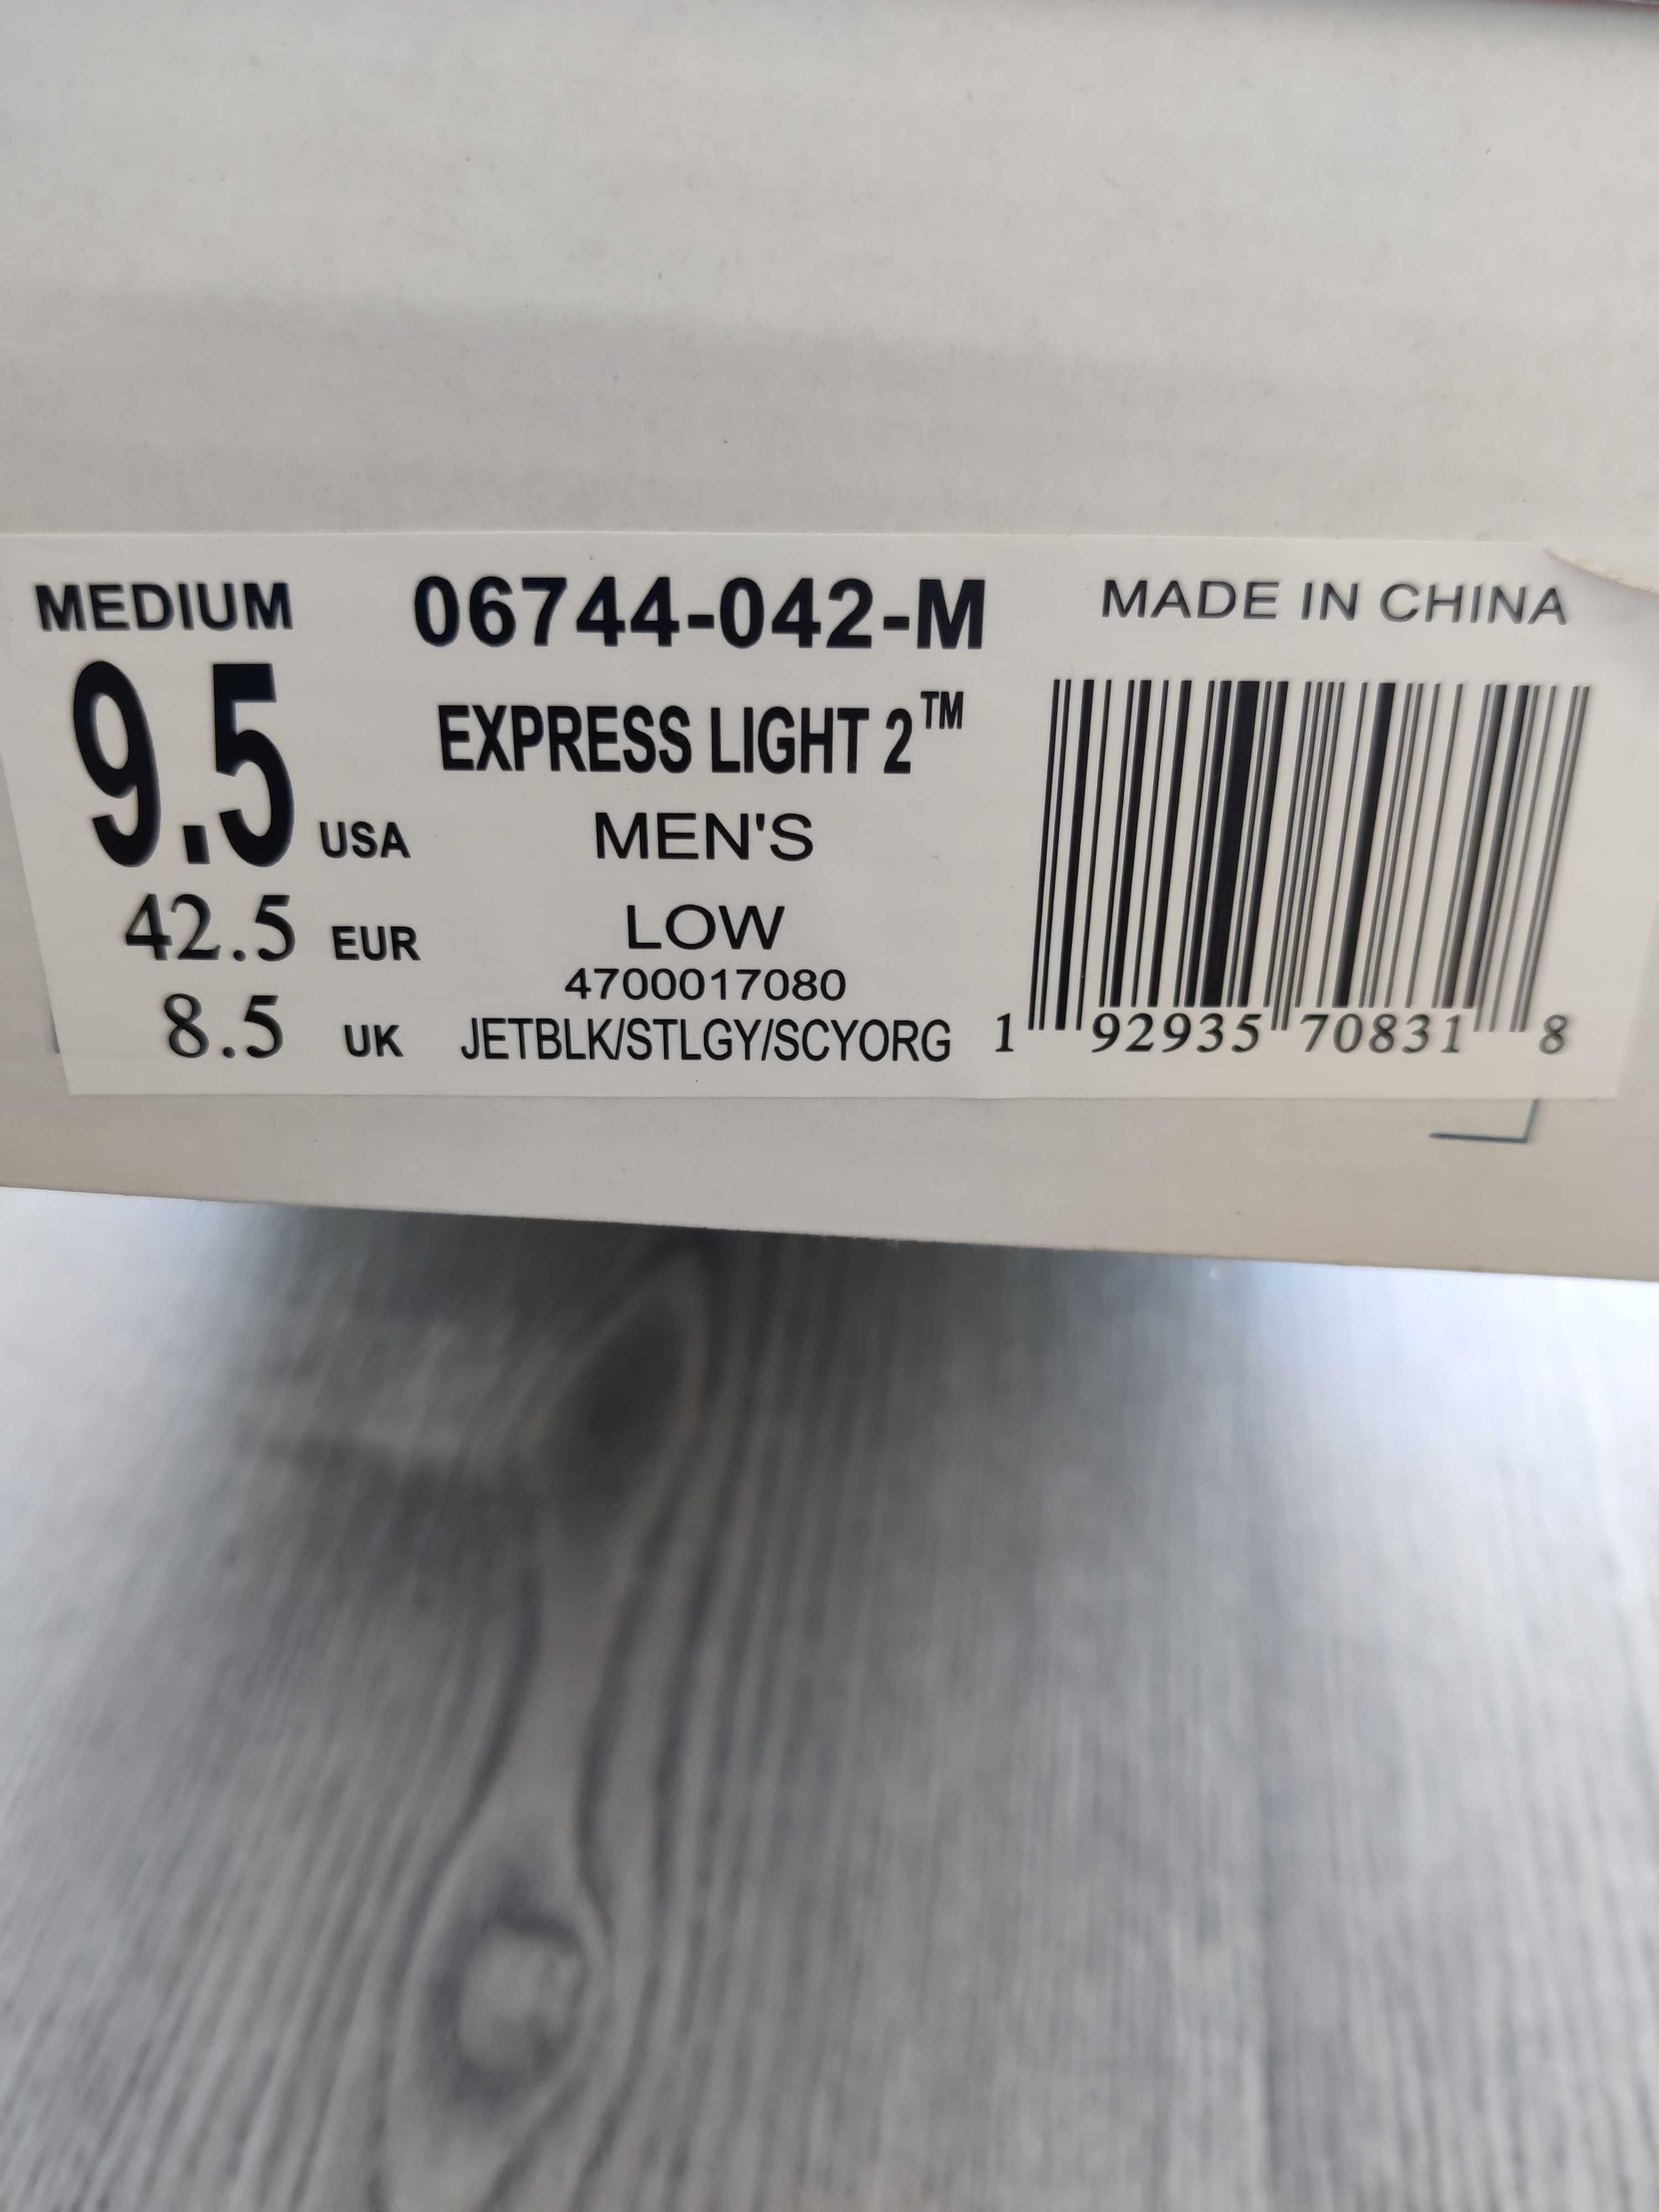 MEDIUM 06744-042-M MADE IN CHINA
9.5 USA EXPRESS LIGHT 2™
MEN'S
42.5 EUR LOW
4700017080
8.5 UK JETBLK/STLGY/SCYORG 1 92935 70831 8